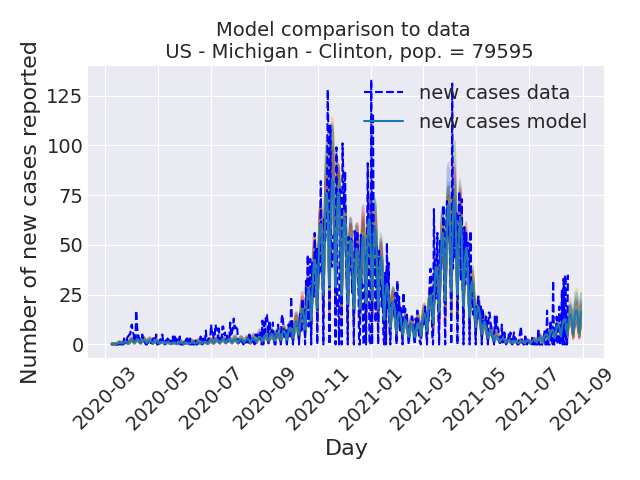 Model comparison to data
US - Michigan - Clinton, pop. = 79595
Number of new cases reported
125
100
75
50
25
0
new cases data
new cases model
2020-03
2020-05
2020-07
2020-09
2020-11
2021-01
2021-03
2021-05
2021-07
2021-09
Day